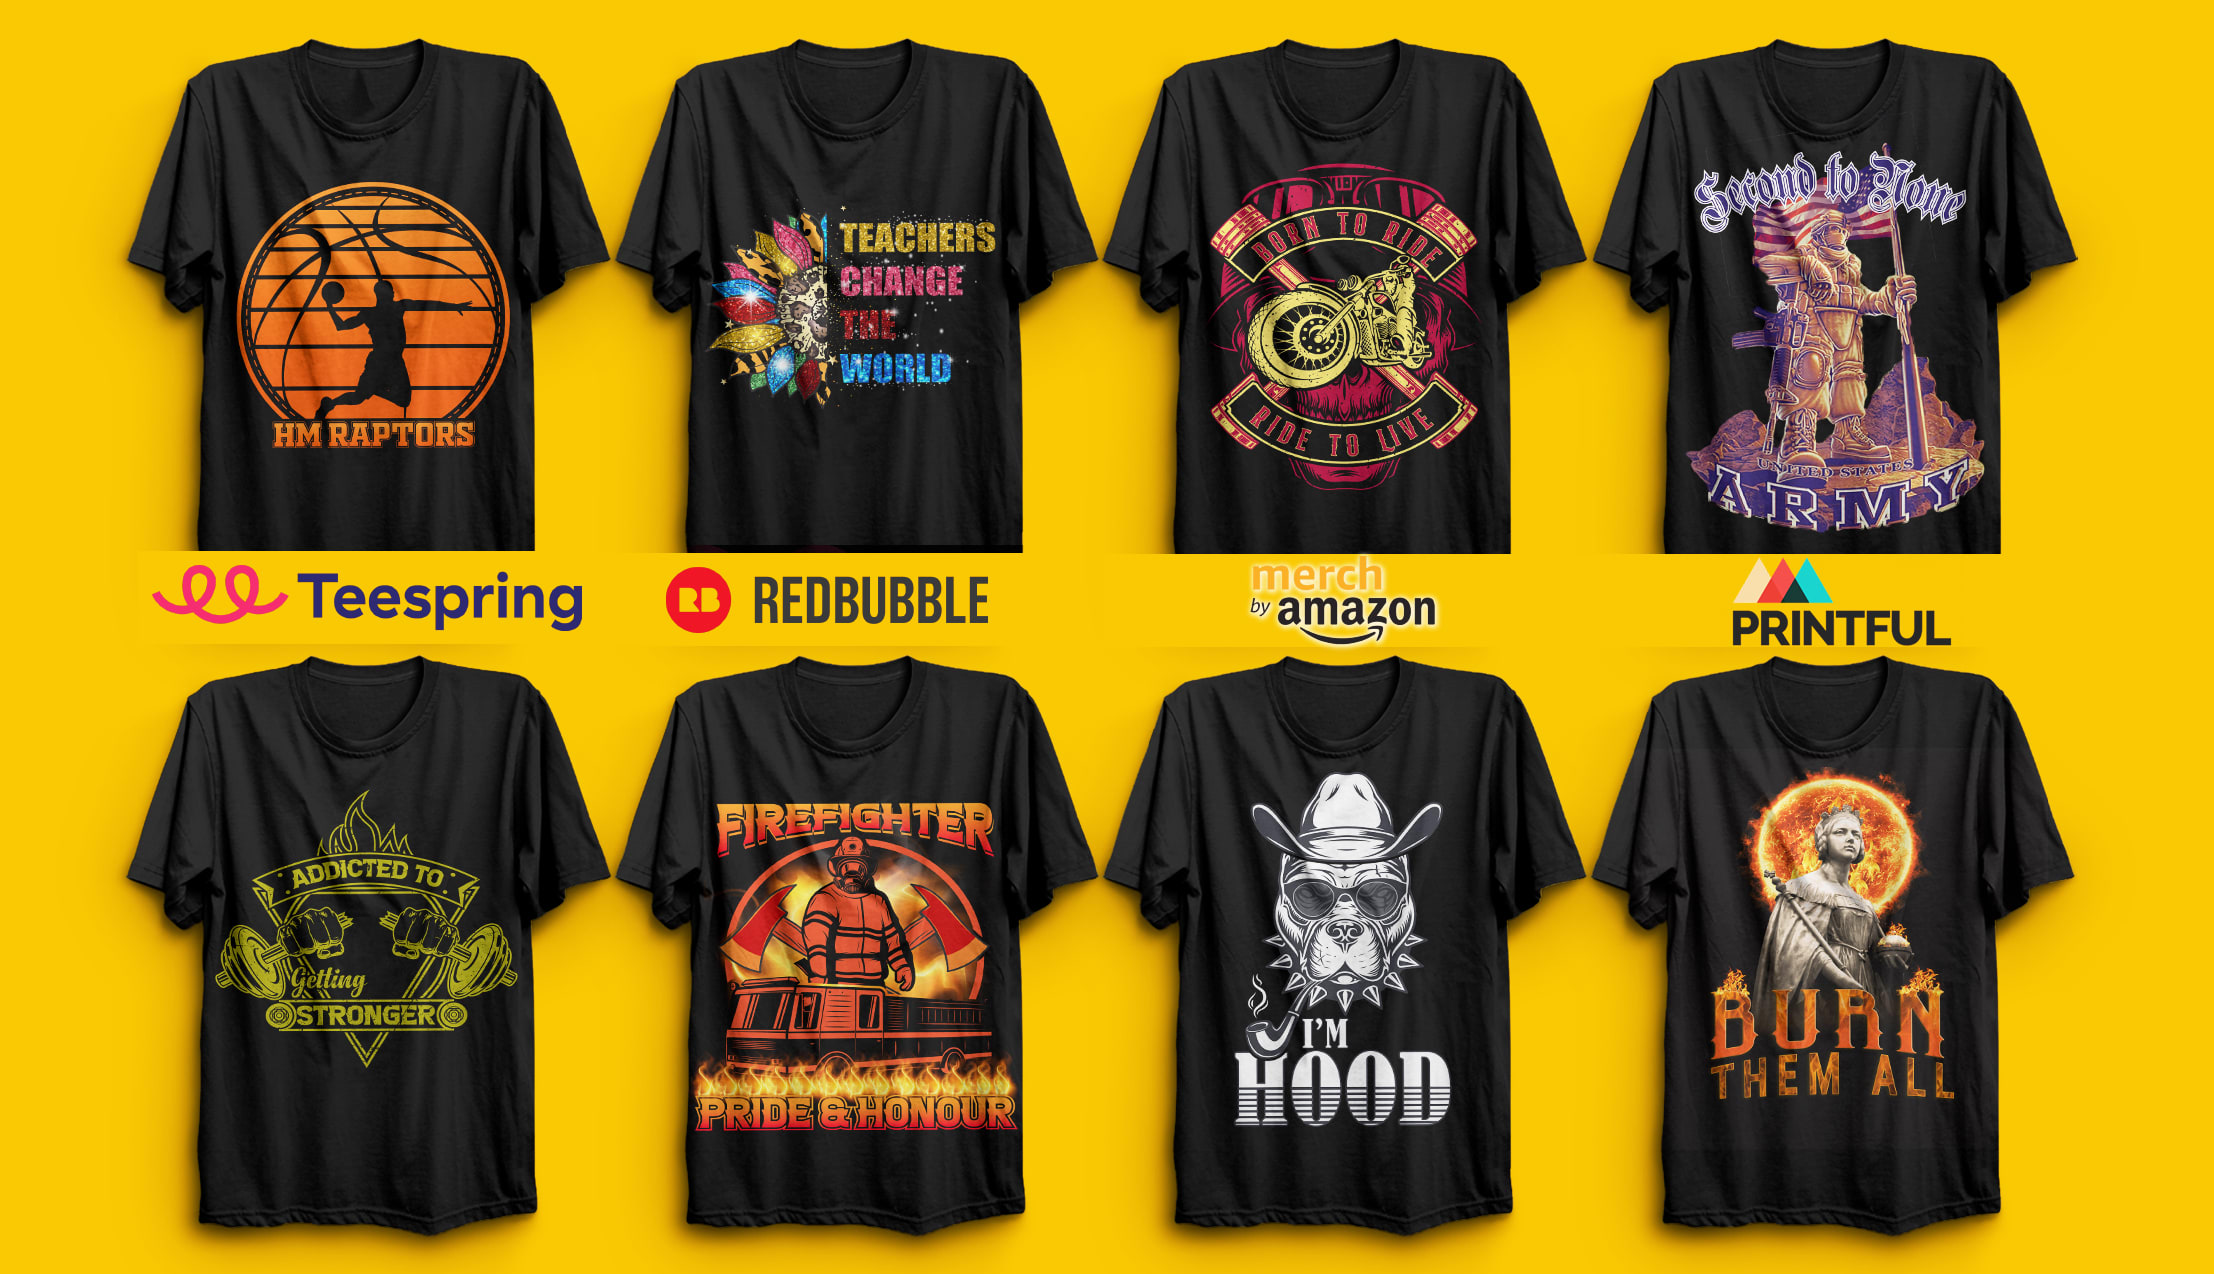 HM RAPTORS
TEACHERS
CHANGE
THE
WORLD
BORN TO RIDE
RIDE TO LIVE
Second to None
UNITED STATES
ARMY
Teespring
RB REDBUBBLE
merch
by amazon
PRINTFUL
ADDICTED TO
Getting
STRONGER
FIREFIGHTER
PRIDE & HONOUR
I'M
HOOD
BURN
THEM ALL